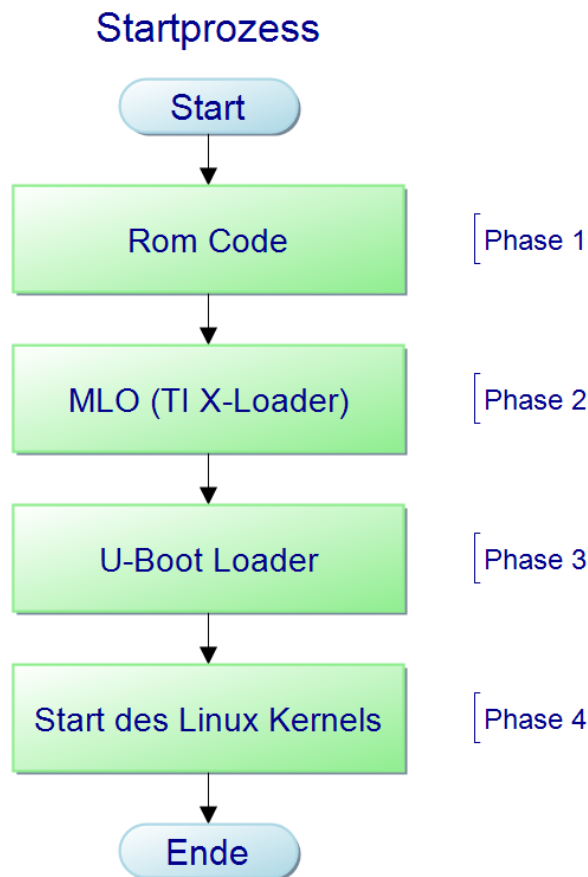 Startprozess
Start
Rom Code
Phase 1
MLO (TI X-Loader)
Phase 2
U-Boot Loader
Phase 3
Start des Linux Kernels
Phase 4
Ende